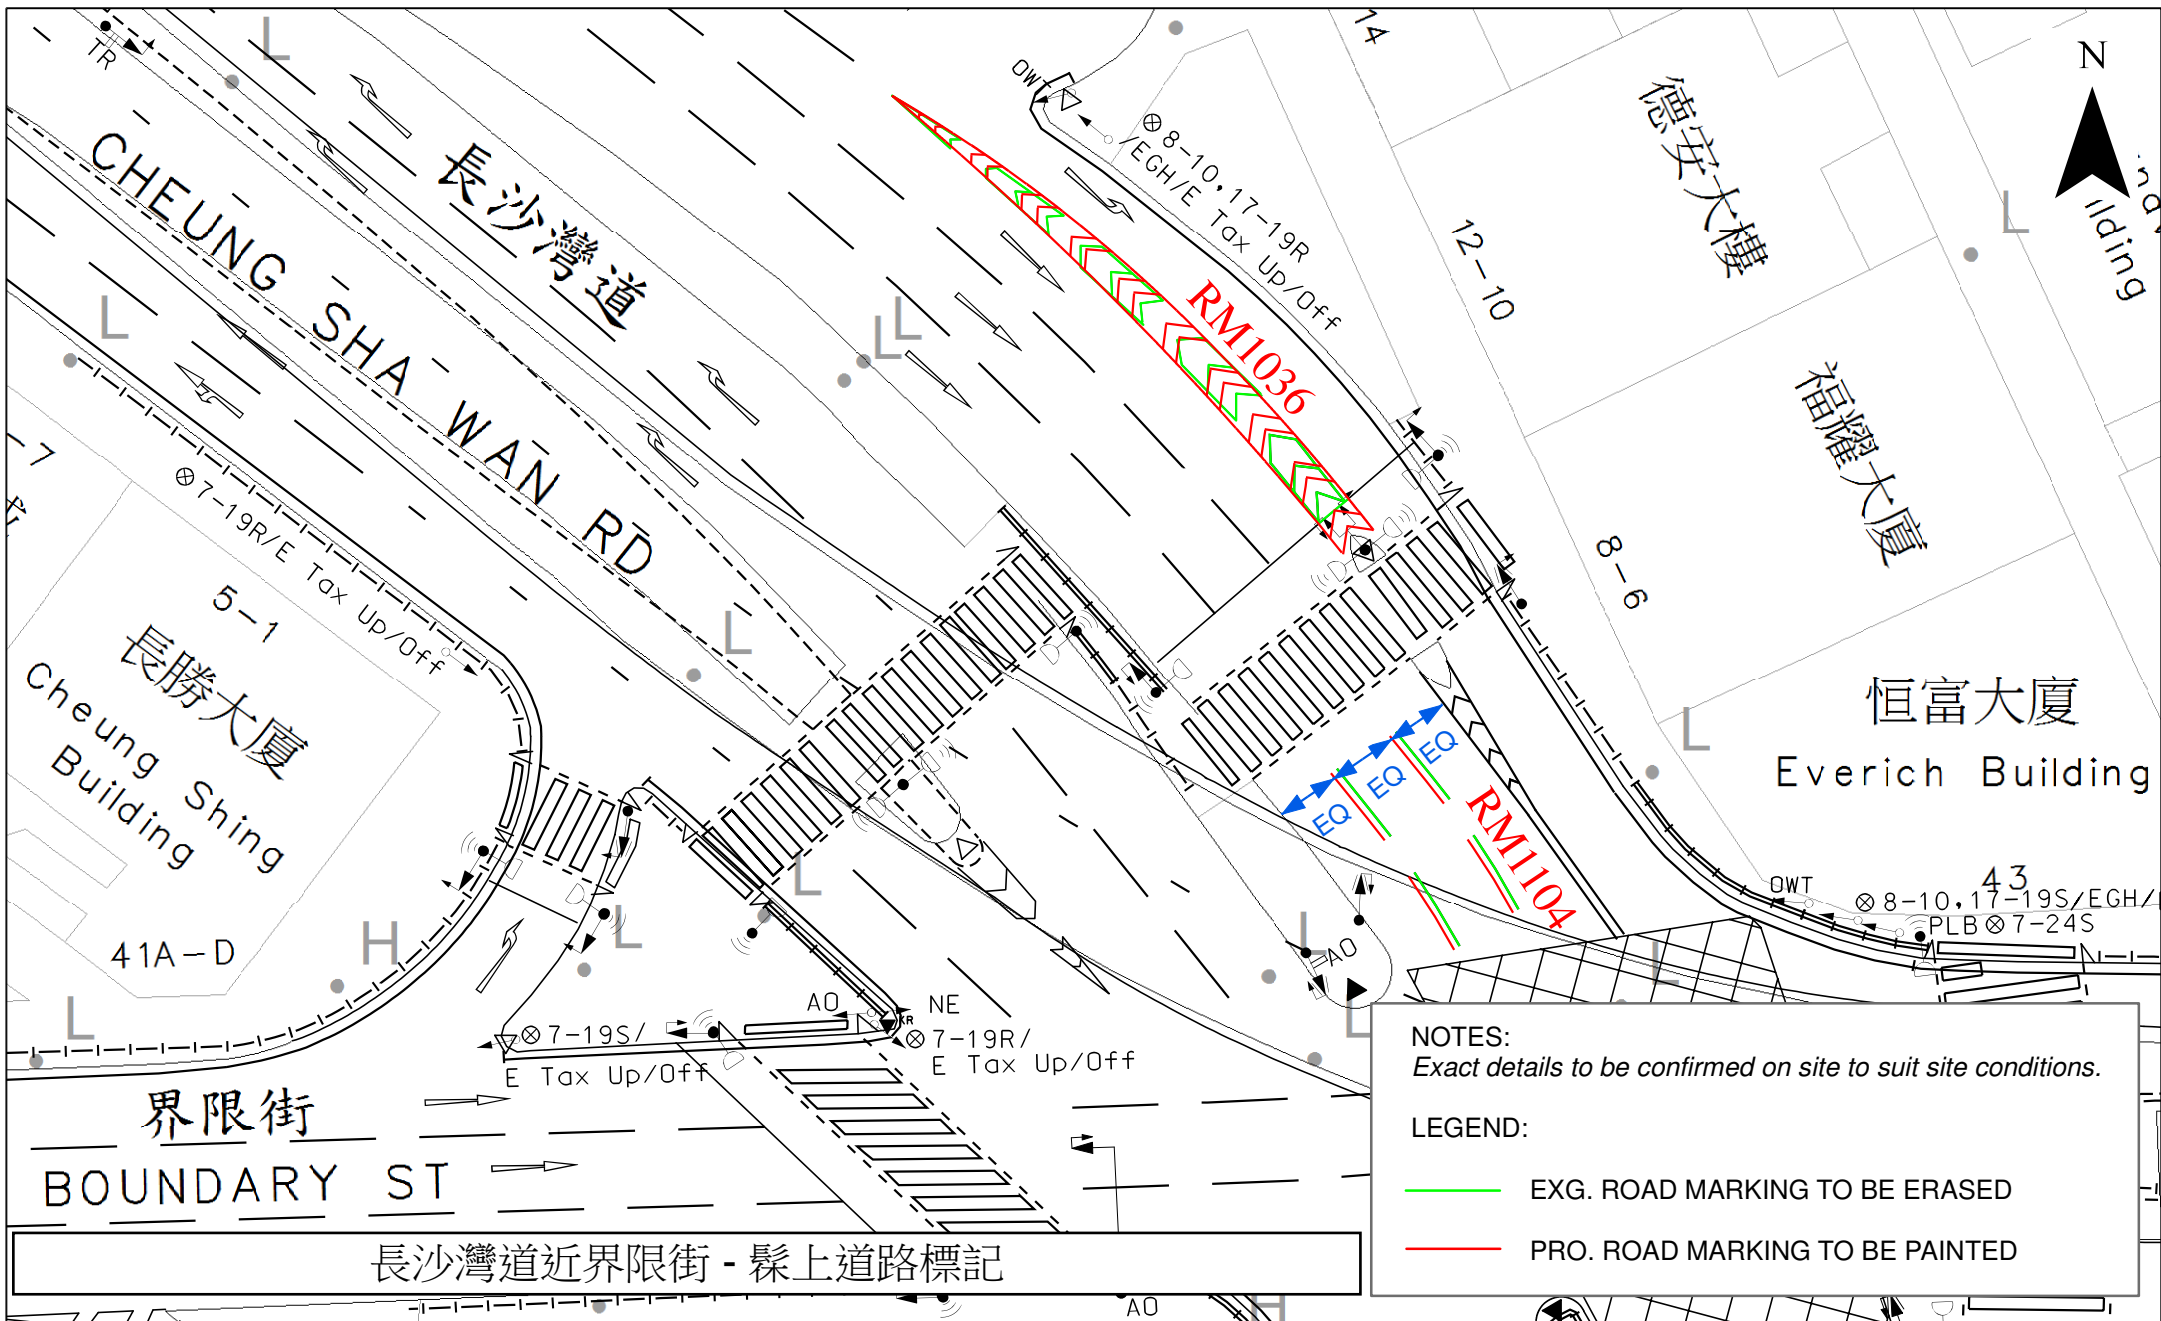 TR
L
14
N
OWT
⊗ 8-10, 17-19R
/EGH/E Tax Up/Off
德安大樓
L
ilding
CHEUNG SHA WAN RD
長沙灣道
L
L
L
12-10
RM1036
福耀大廈
-7
⊗ 7-19R/E Tax Up/Off
5-1
長勝大廈
Cheung Shing
Building
41A-D
L
8-6
恒富大廈
Everich Building
L
43
EQ
EQ
EQ
RM1104
OWT
⊗ 8-10, 17-19S/EGH/
PLB ⊗ 7-24S
H
L
L
L
L
AO
L
L
AO
NE
KR
⊗ 7-19S/
E Tax Up/Off
⊗ 7-19R/
E Tax Up/Off
界限街
BOUNDARY ST
NOTES:
Exact details to be confirmed on site to suit site conditions.
LEGEND:
EXG. ROAD MARKING TO BE ERASED
PRO. ROAD MARKING TO BE PAINTED
長沙灣道近界限街 - 髹上道路標記
AO
H